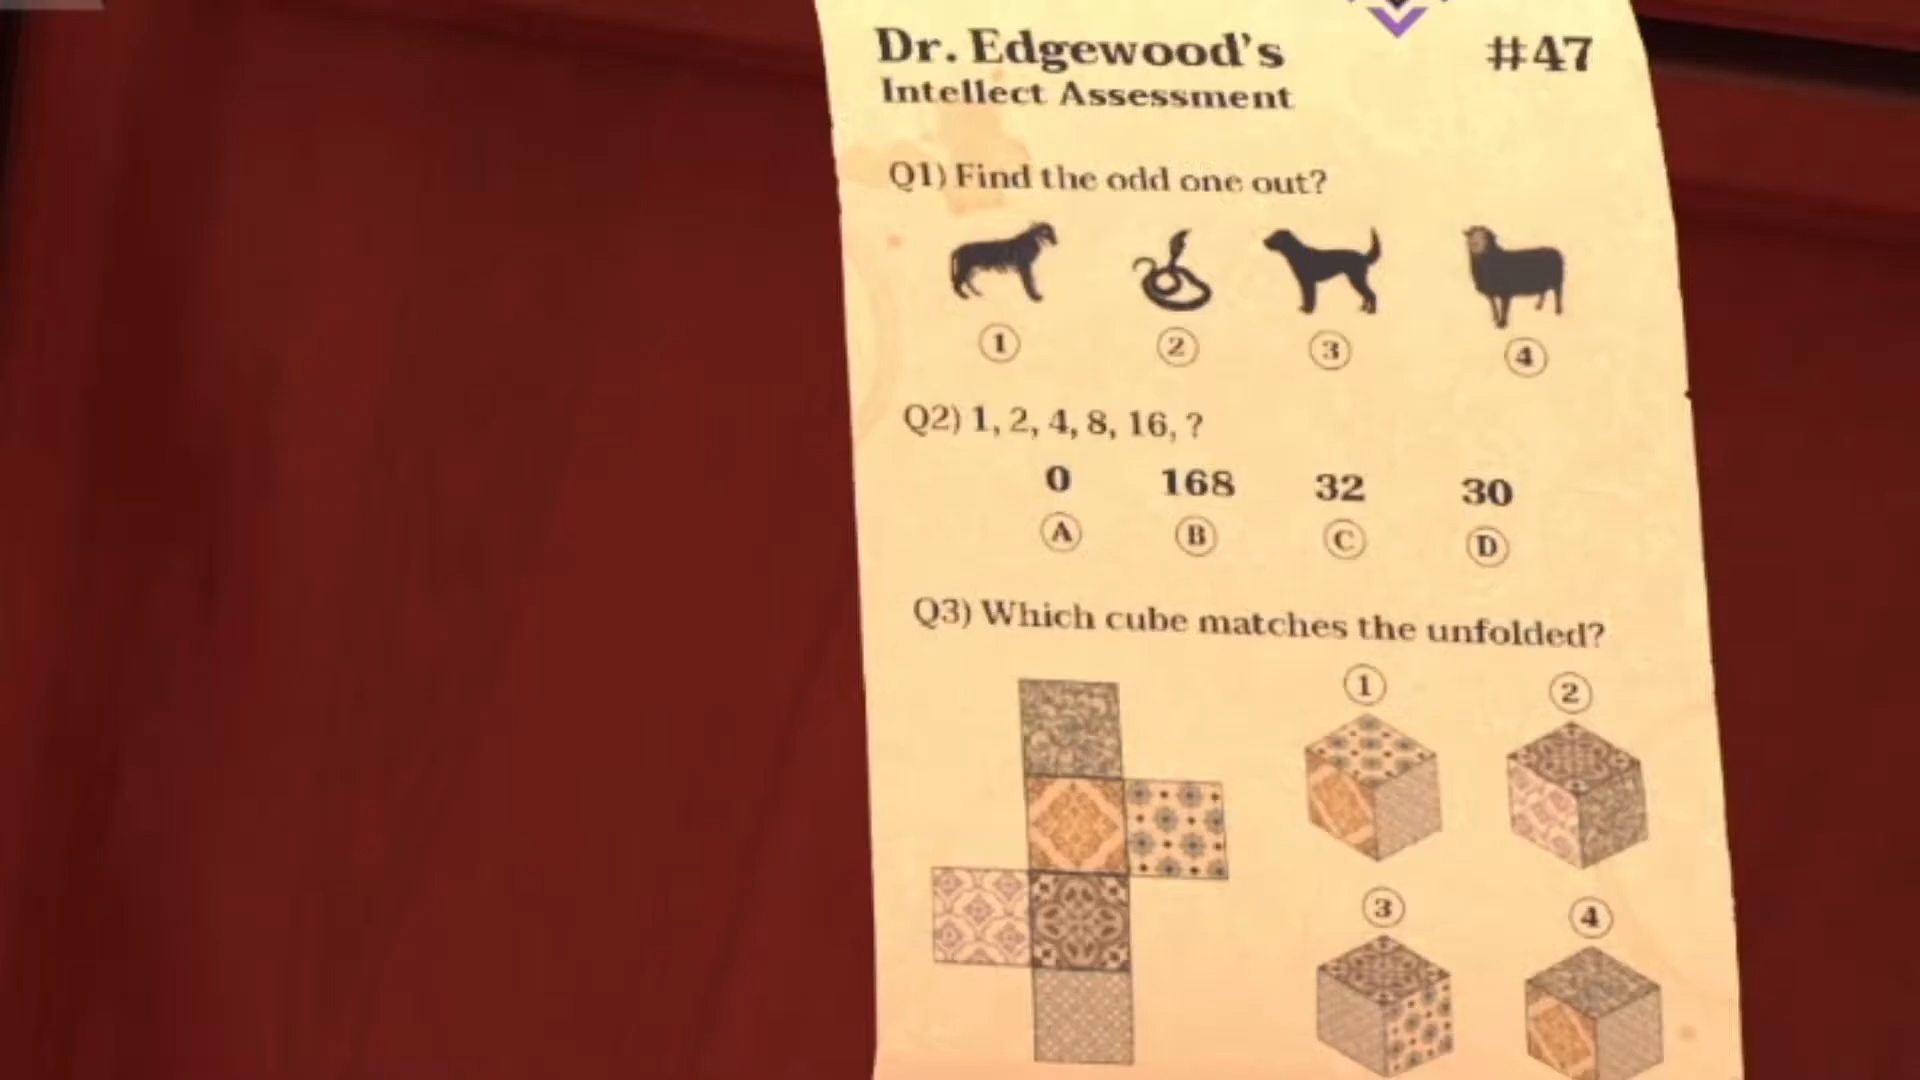 Dr. Edgewood's
#47
Intellect Assessment
Q1) Find the odd one out?
1 2 3 4
Q2) 1, 2, 4, 8, 16, ?
0 168 32 30
A B C D
Q3) Which cube matches the unfolded?
1 2
3 4